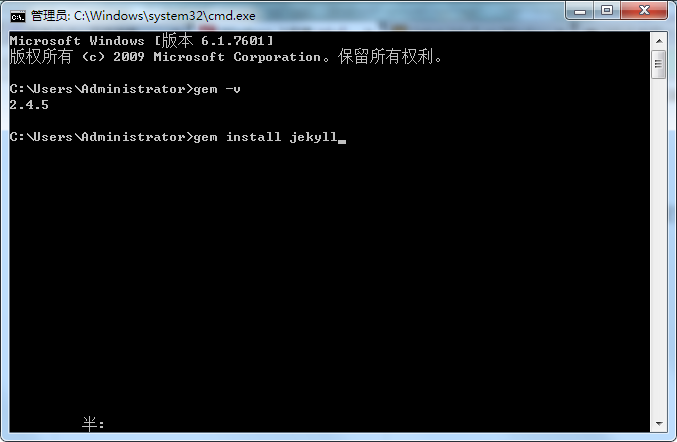 管理员: C:\Windows\system32\cmd.exe
Microsoft Windows [版本 6.1.7601]
版权所有 (c) 2009 Microsoft Corporation。保留所有权利。
C:\Users\Administrator>gem -v
2.4.5
C:\Users\Administrator>gem install jekyll
半: